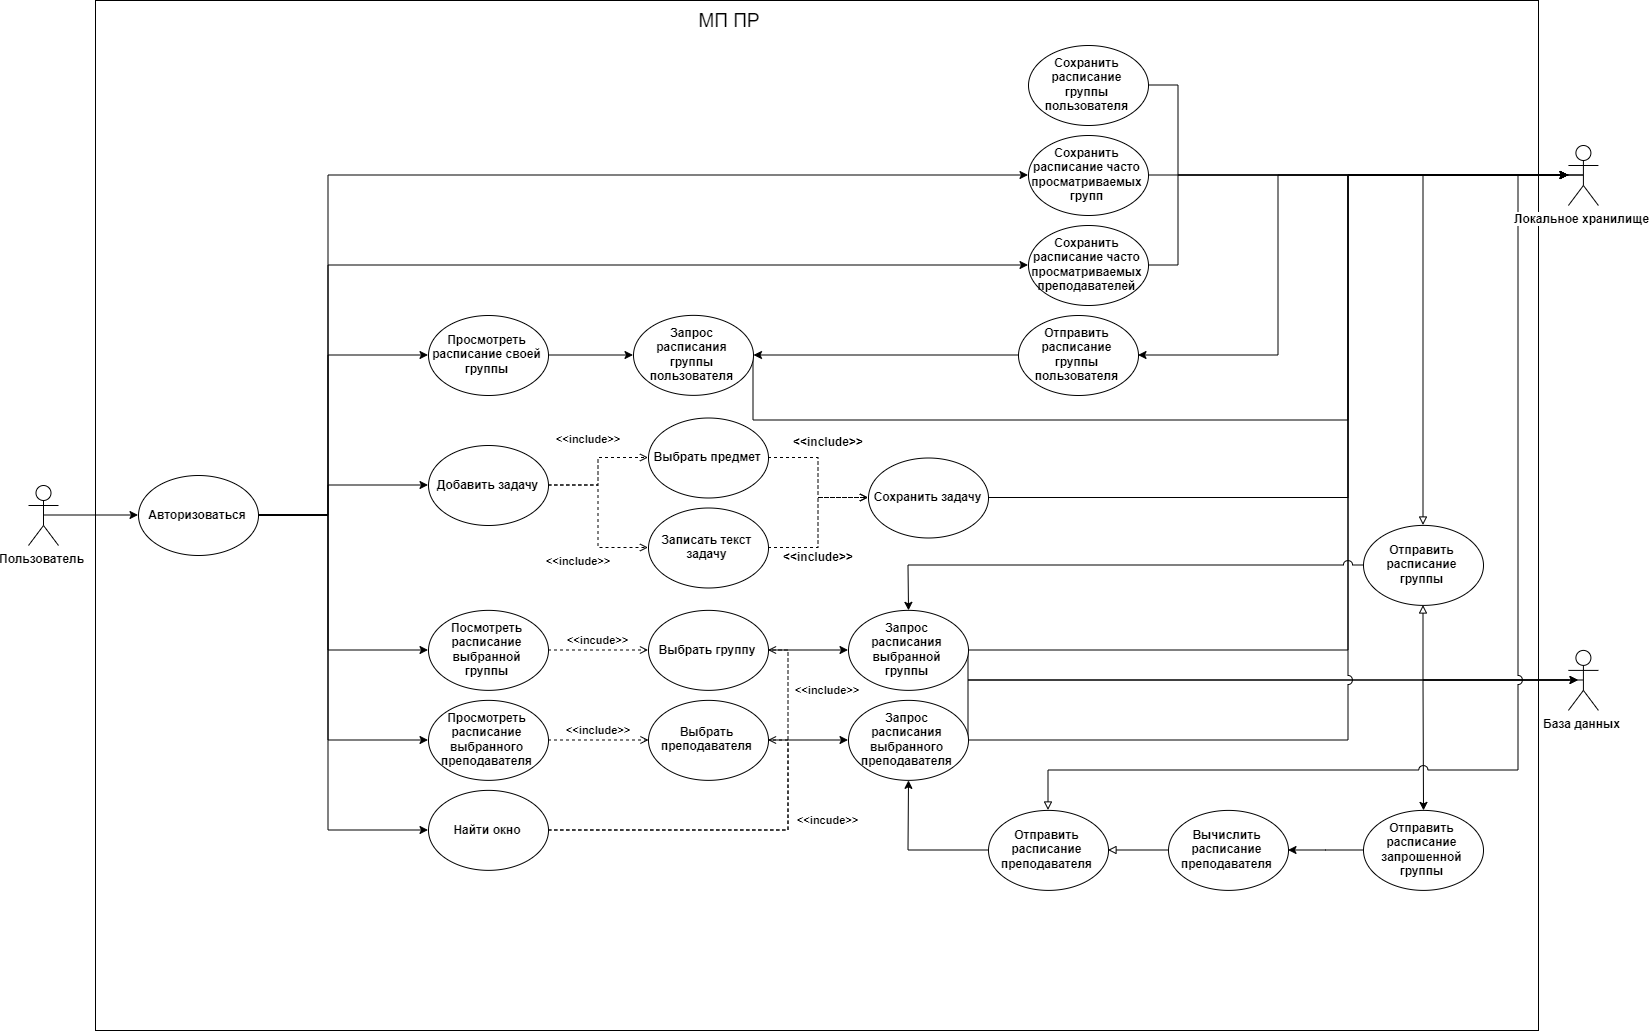 МП ПР
Сохранить
расписание
группы
пользователя
Сохранить
расписание часто
просматриваемых
групп
Локальное хранилище
Сохранить
расписание часто
просматриваемых
преподавателей
Просмотреть
расписание своей
группы
Запрос
расписания
группы
пользователя
Отправить
расписание
группы
пользователя
<<include>>
Выбрать предмет
<<include>>
Добавить задачу
Сохранить задачу
Пользователь
Авторизоваться
<<include>>
Записать текст
задачу
<<include>>
Отправить
расписание
группы
Посмотреть
расписание
выбранной
группы
<<incude>>
Выбрать группу
Запрос
расписания
выбранной
группы
<<include>>
База данных
Просмотреть
расписание
выбранного
преподавателя
<<include>>
Выбрать
преподавателя
Запрос
расписания
выбранного
преподавателя
Найти окно
<<incude>>
Отправить
расписание
преподавателя
Вычислить
расписание
преподавателя
Отправить
расписание
запрошенной
группы